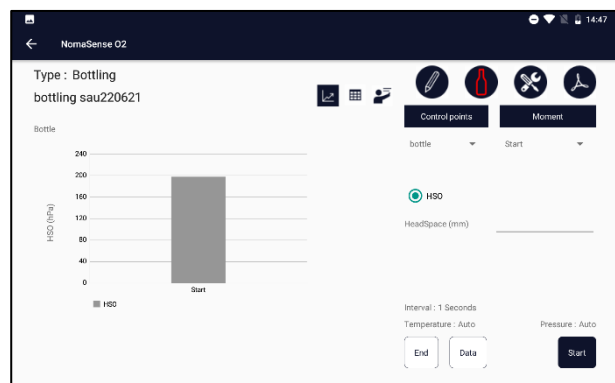 14:47
NomaSense O2
Type : Bottling
bottling sau220621
Control points
Moment
bottle
Start
Bottle
240
200
160
120
80
40
0
HSO (hPa)
Start
HSO
HSO
HeadSpace (mm)
Interval : 1 Seconds
Temperature : Auto
Pressure : Auto
End
Data
Start